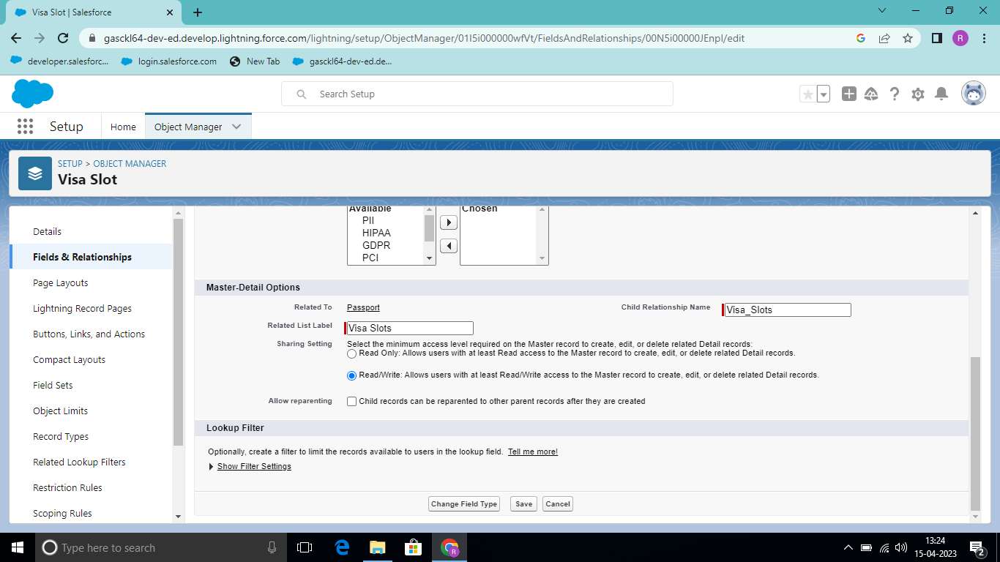 Visa Slot | Salesforce
gasckl64-dev-ed.develop.lightning.force.com/lightning/setup/ObjectManager/01I5i000000wfVt/FieldsAndRelationships/00N5i00000JEnpI/edit
R
developer.salesforc...
login.salesforce.com
New Tab
gasckl64-dev-ed.de...
Search Setup
Setup
Home
Object Manager
SETUP > OBJECT MANAGER
Visa Slot
Details
Fields & Relationships
Page Layouts
Lightning Record Pages
Buttons, Links, and Actions
Compact Layouts
Field Sets
Object Limits
Record Types
Related Lookup Filters
Restriction Rules
Scoping Rules
Available
PII
HIPAA
GDPR
PCI
Chosen
Master-Detail Options
Related To Passport
Child Relationship Name Visa_Slots
Related List Label Visa Slots
Sharing Setting Select the minimum access level required on the Master record to create, edit, or delete related Detail records:
Read Only: Allows users with at least Read access to the Master record to create, edit, or delete related Detail records.
Read/Write: Allows users with at least Read/Write access to the Master record to create, edit, or delete related Detail records.
Allow reparenting Child records can be reparented to other parent records after they are created
Lookup Filter
Optionally, create a filter to limit the records available to users in the lookup field. Tell me more!
Show Filter Settings
Change Field Type Save Cancel
Type here to search
R
13:24
15-04-2023
2